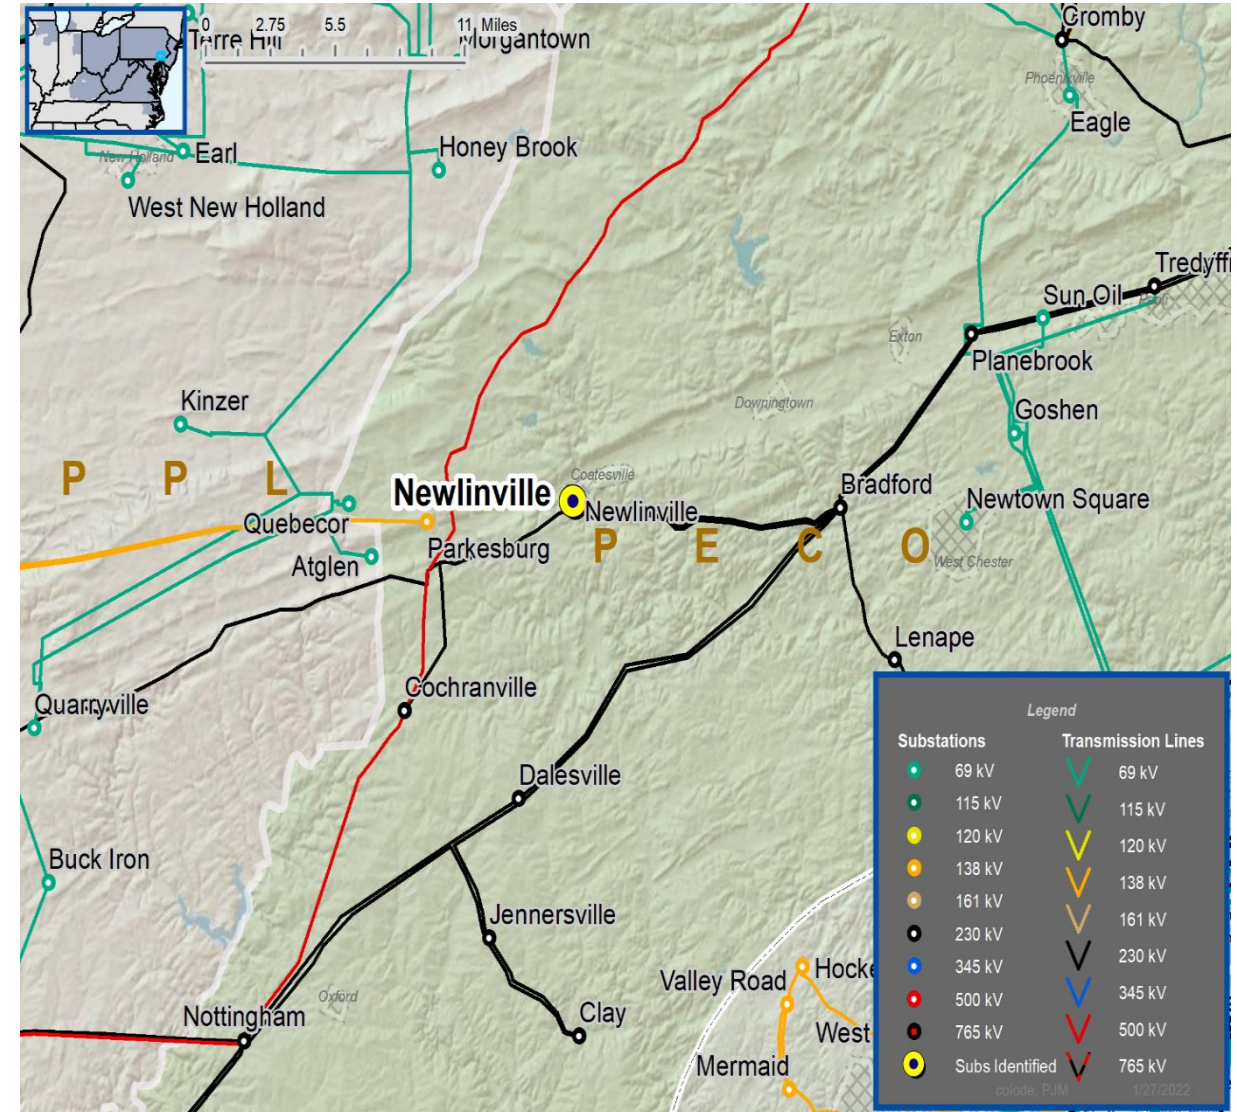 Cromby
0 2.75 5.5 11 Miles
Terre Hill
Morgantown
Phoenixville
Eagle
New Holland
Earl
Honey Brook
West New Holland
Tredyffri
Sun Oil
Paoli
Exton
Planebrook
Kinzer
Downingtown
Goshen
P P L
Coatesville
Newlinville
Bradford
Newtown Square
Newlinville
Quebecor
Parkesburg
P E C O
West Chester
Atglen
Lenape
Cochranville
Quarryville
Dalesville
Buck Iron
Jennersville
Valley Road
Hocke
Oxford
Nottingham
Clay
West
Mermaid
Legend
Substations
Transmission Lines
69 kV
69 kV
115 kV
115 kV
120 kV
120 kV
138 kV
138 kV
161 kV
161 kV
230 kV
230 kV
345 kV
345 kV
500 kV
500 kV
765 kV
765 kV
Subs Identified
colode, PJM 1/27/2022